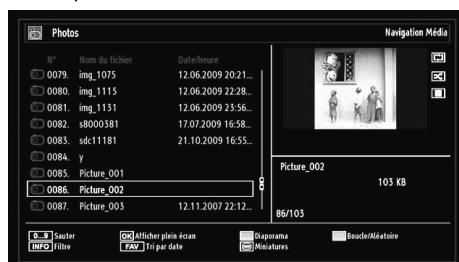 Photos Navigation Média
N° Nom du fichier Date/heure
0079. img_1075 12.06.2009 20:21...
0080. img_1115 12.06.2009 22:28...
0081. img_1131 12.06.2009 23:56...
0082. s8000381 17.07.2009 16:58...
0083. sdc11181 21.10.2009 16:55...
0084. y
0085. Picture_001
0086. Picture_002
0087. Picture_003 12.11.2007 22:12...
Picture_002
103 KB
86/103
0...9 Sauter OK Afficher plein écran Diaporama Boucle/Aléatoire
INFO Filtre FAV Tri par date Miniatures